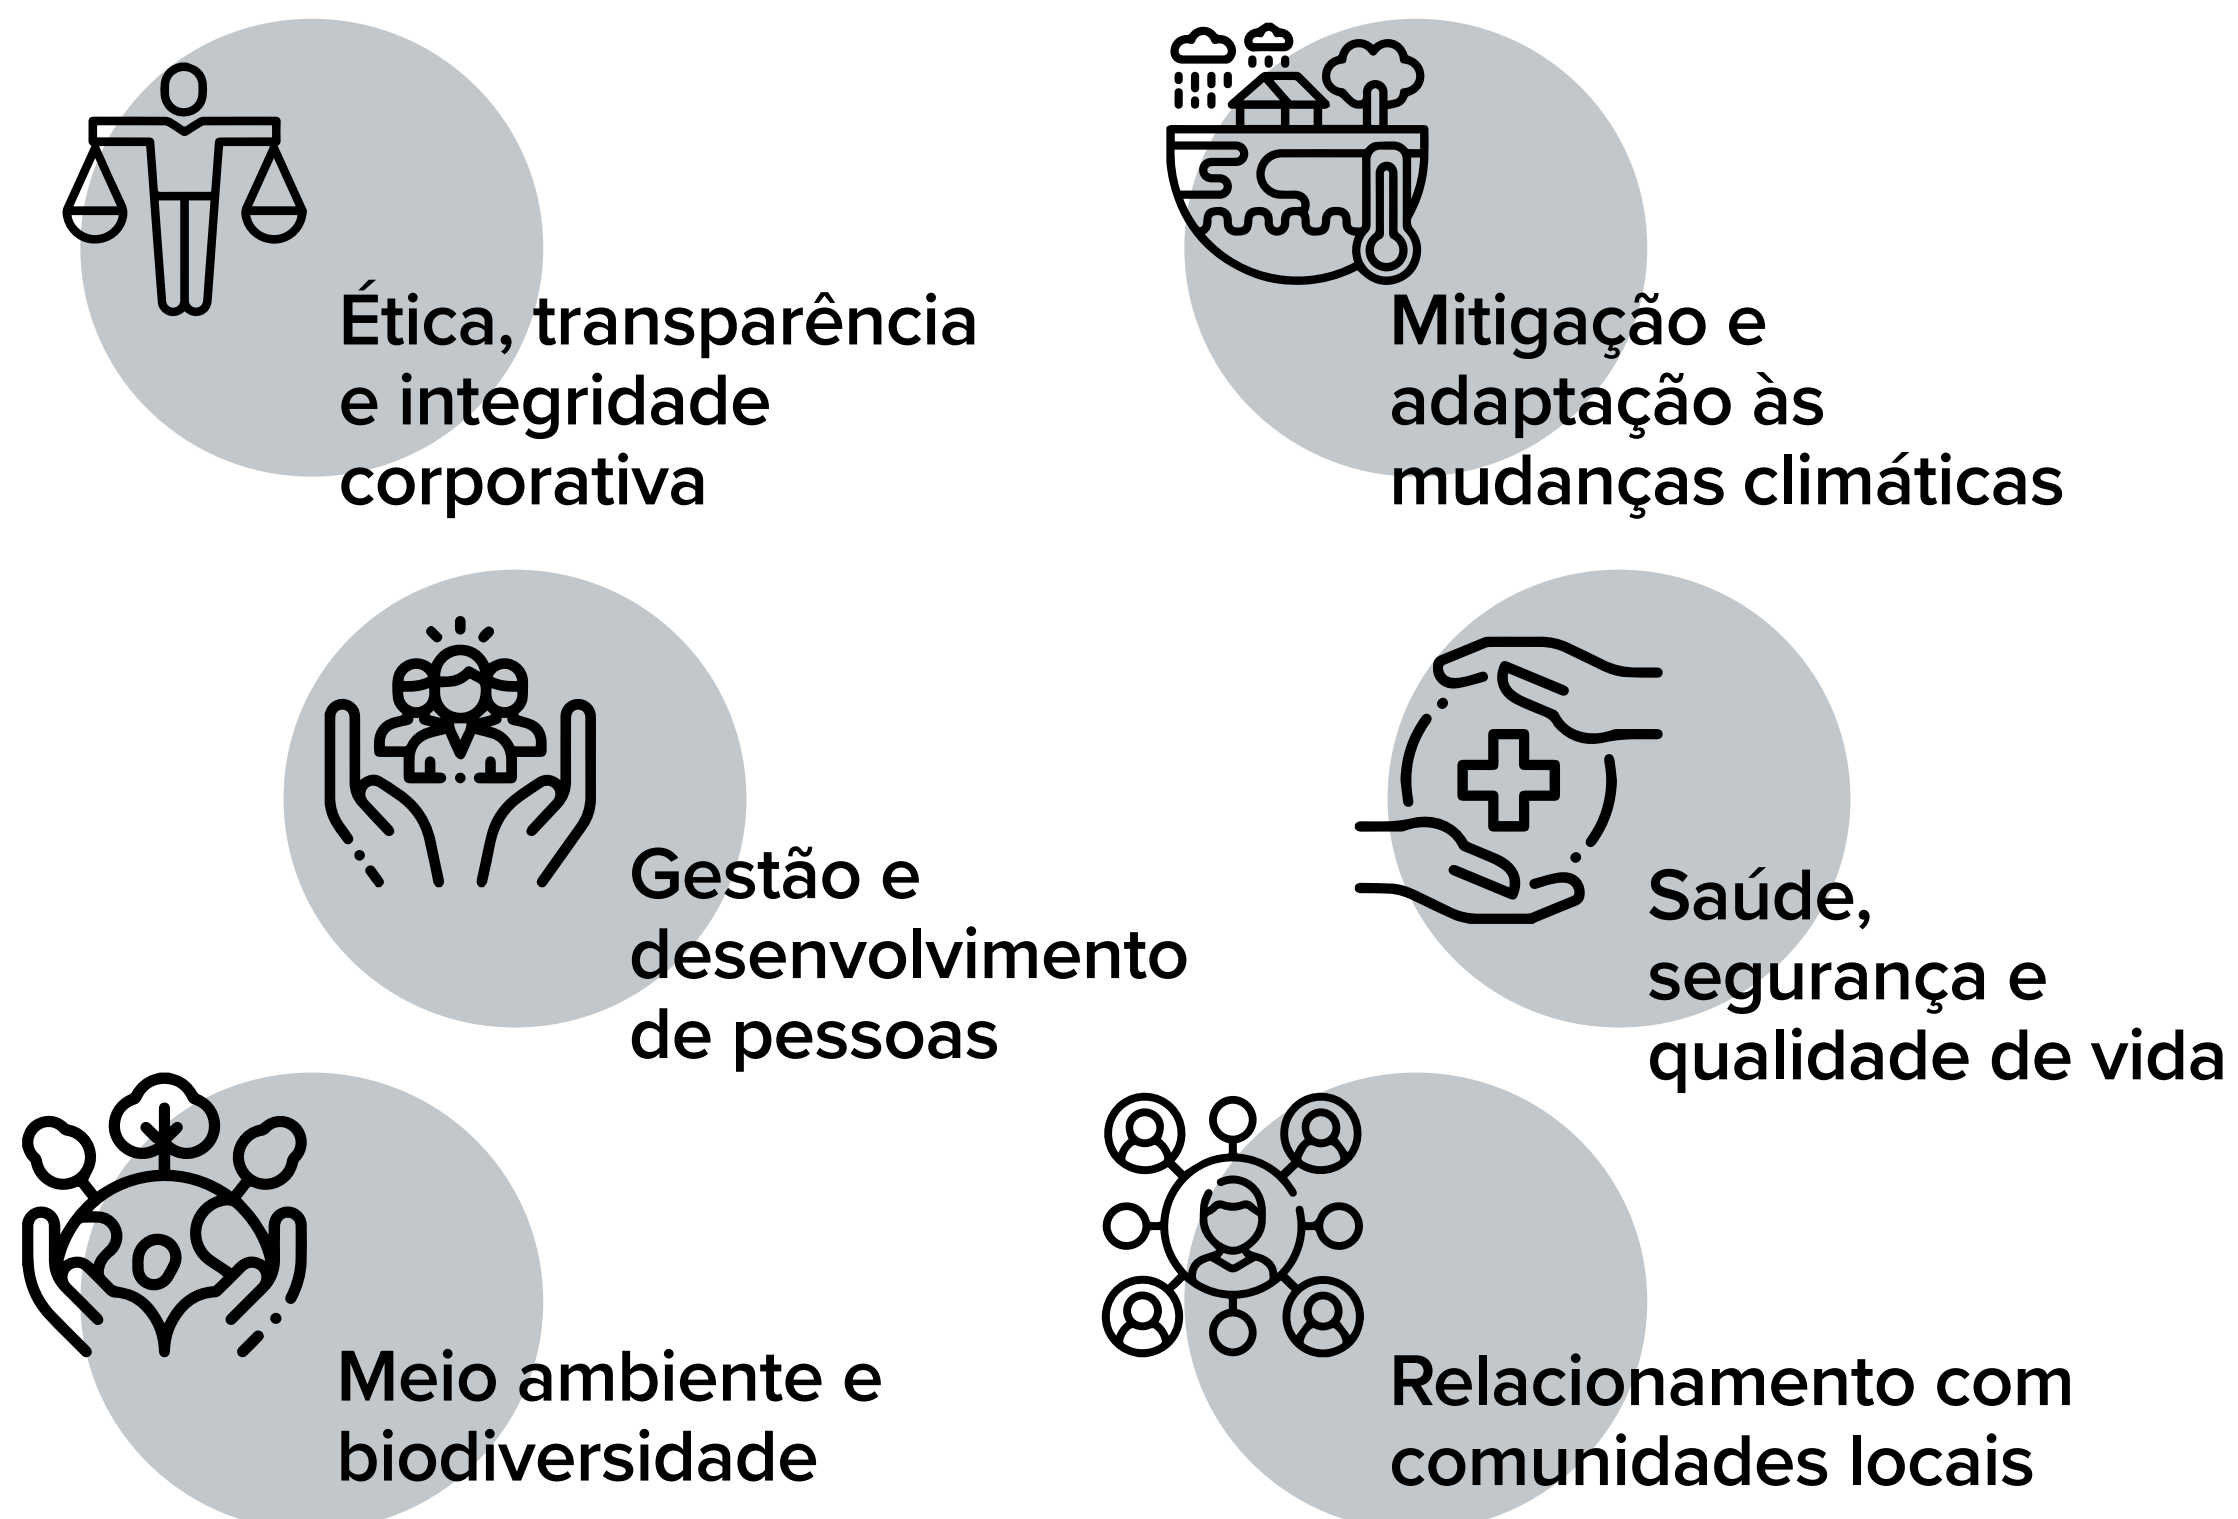 Ética, transparência
e integridade
corporativa
Mitigação e
adaptação às
mudanças climáticas
Gestão e
desenvolvimento
de pessoas
Saúde,
segurança e
qualidade de vida
Meio ambiente e
biodiversidade
Relacionamento com
comunidades locais